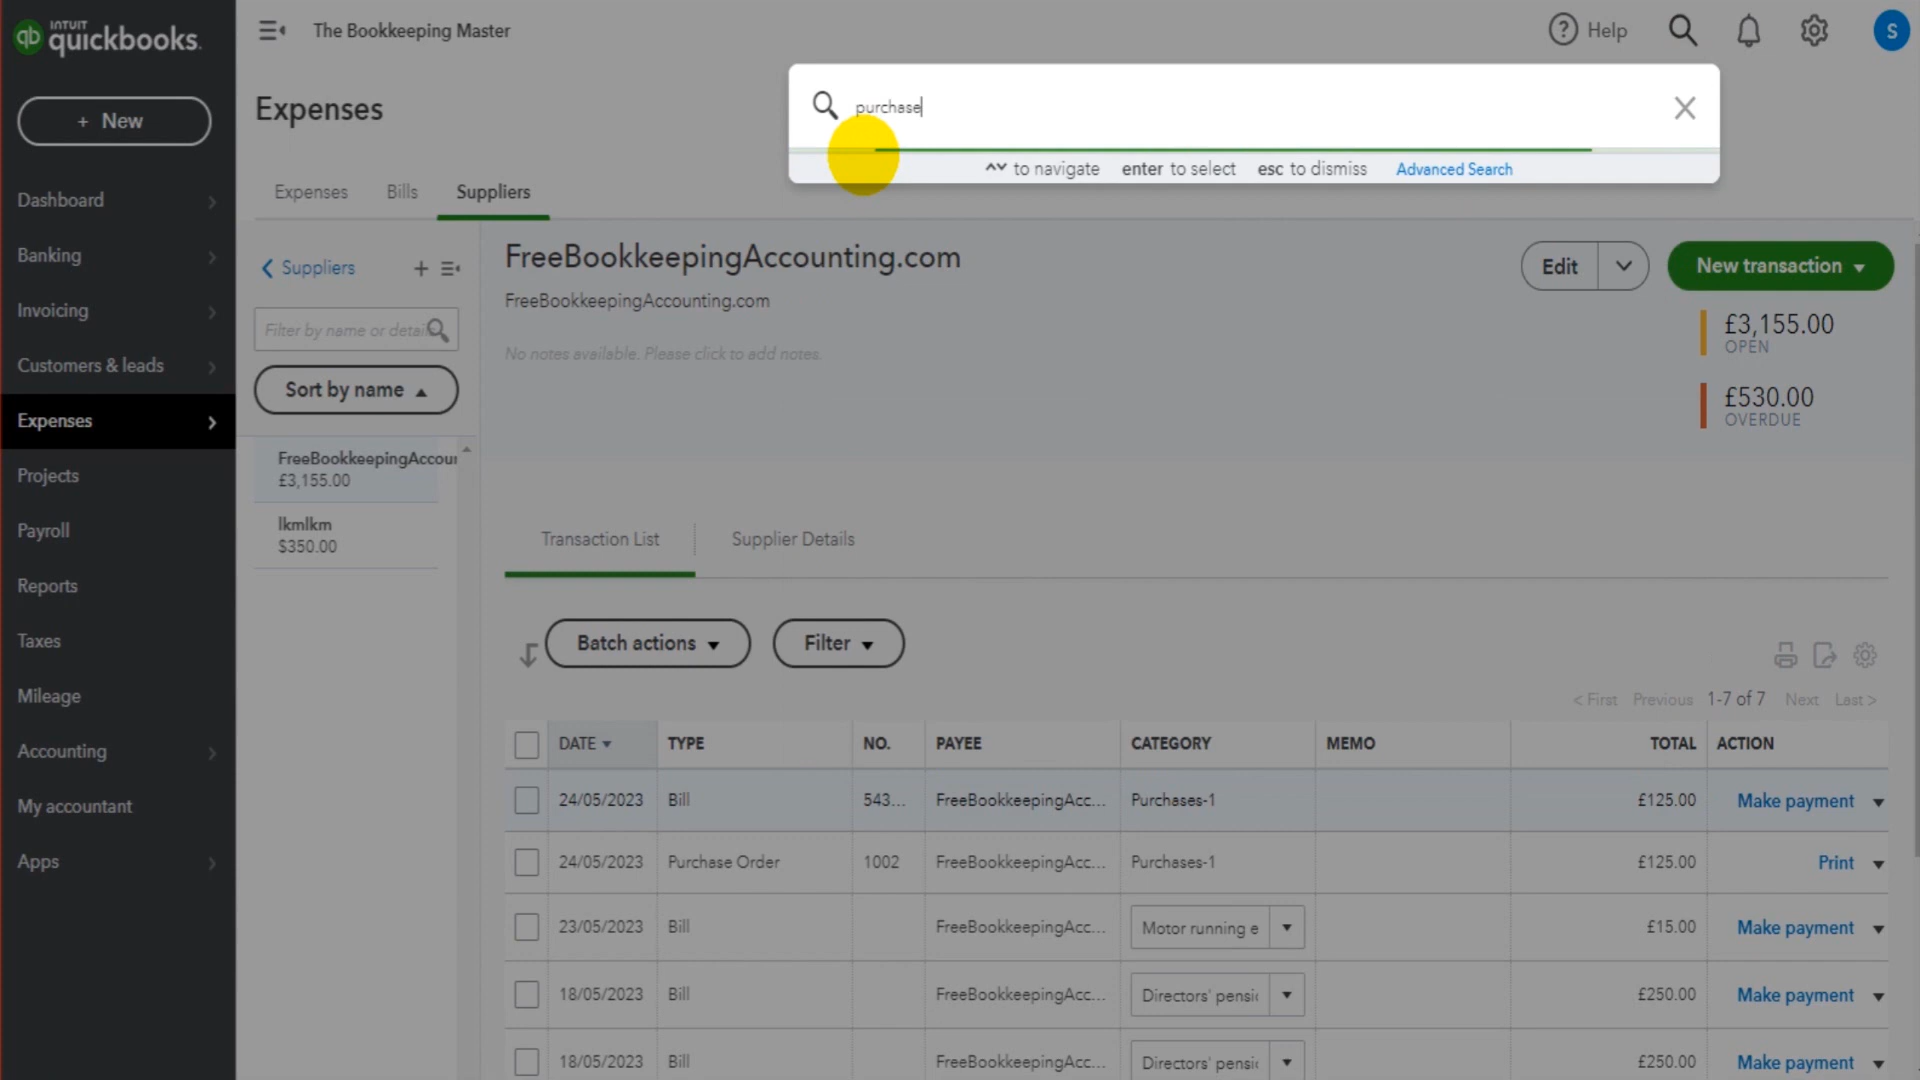 INTUIT
quickbooks.
The Bookkeeping Master
Help
S
purchase
to navigate enter to select esc to dismiss Advanced Search
+ New
Dashboard
Banking
Invoicing
Customers & leads
Expenses
Projects
Payroll
Reports
Taxes
Mileage
Accounting
My accountant
Apps
Expenses
Expenses Bills Suppliers
Suppliers
Filter by name or details
Sort by name
FreeBookkeepingAccou
£3,155.00
lkmlkm
$350.00
FreeBookkeepingAccounting.com
FreeBookkeepingAccounting.com
No notes available. Please click to add notes.
Edit
New transaction
£3,155.00
OPEN
£530.00
OVERDUE
Transaction List Supplier Details
Batch actions Filter
< First Previous 1-7 of 7 Next Last >
DATE TYPE NO. PAYEE CATEGORY MEMO TOTAL ACTION
24/05/2023 Bill 543... FreeBookkeepingAcc... Purchases-1 £125.00 Make payment
24/05/2023 Purchase Order 1002 FreeBookkeepingAcc... Purchases-1 £125.00 Print
23/05/2023 Bill FreeBookkeepingAcc... Motor running e £15.00 Make payment
18/05/2023 Bill FreeBookkeepingAcc... Directors' pensi £250.00 Make payment
18/05/2023 Bill FreeBookkeepingAcc... Directors' pensi £250.00 Make payment